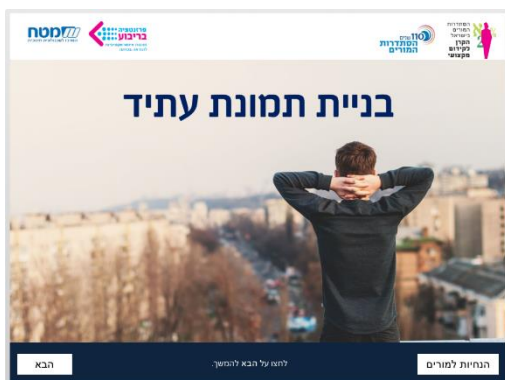 הסתדרות
המורים
בישראל
הקרן
לקידום
מקצועי
110 שנים
הסתדרות
המורים
פרזנטציה
בריבוע
מטח
בניית תמונת עתיד
הנחיות למורים
לחצו על הבא להמשך.
הבא